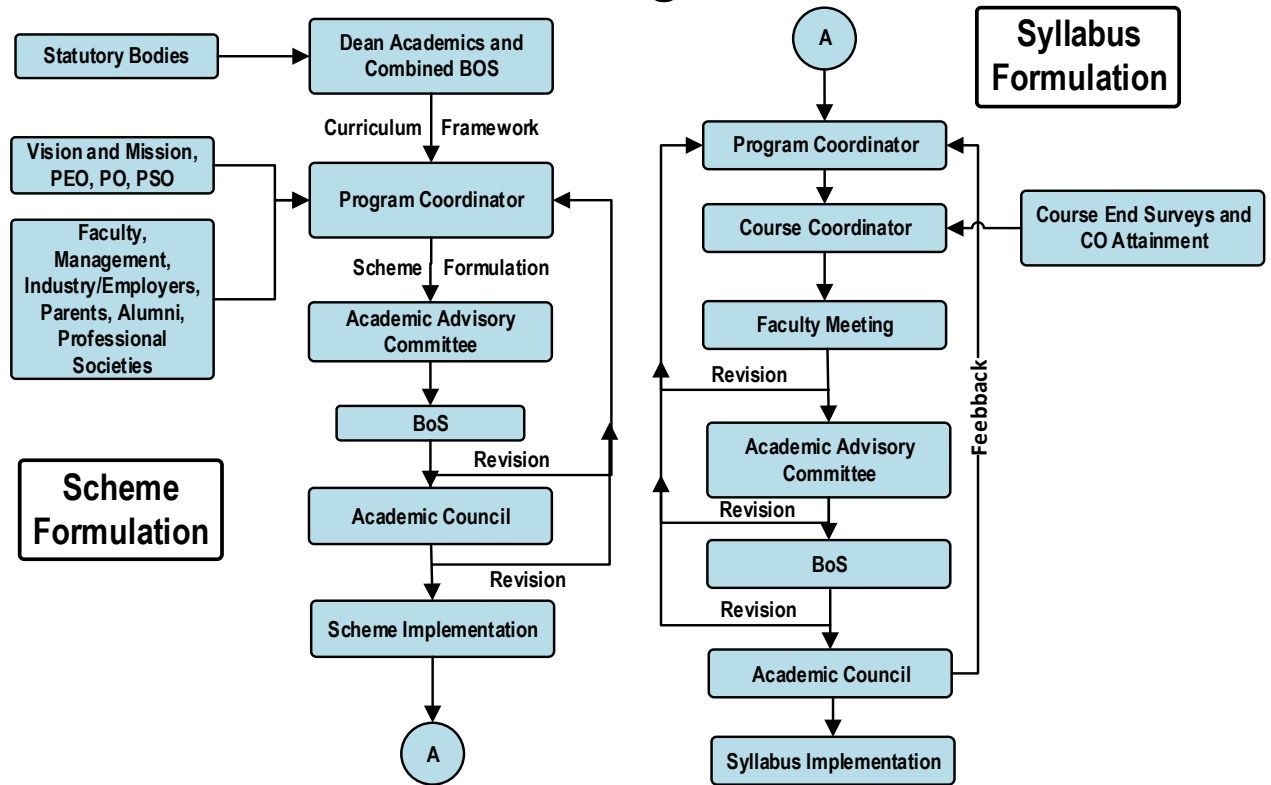 Statutory Bodies
Dean Academics and
Combined BOS
Curriculum Framework
Vision and Mission,
PEO, PO, PSO
Program Coordinator
Faculty,
Management,
Industry/Employers,
Parents, Alumni,
Professional
Societies
Scheme Formulation
Academic Advisory
Committee
BoS
Revision
Scheme
Formulation
Academic Council
Revision
Scheme Implementation
A
A
Syllabus
Formulation
Program Coordinator
Course Coordinator
Course End Surveys and
CO Attainment
Faculty Meeting
Revision
Feebback
Academic Advisory
Committee
Revision
BoS
Revision
Academic Council
Syllabus Implementation